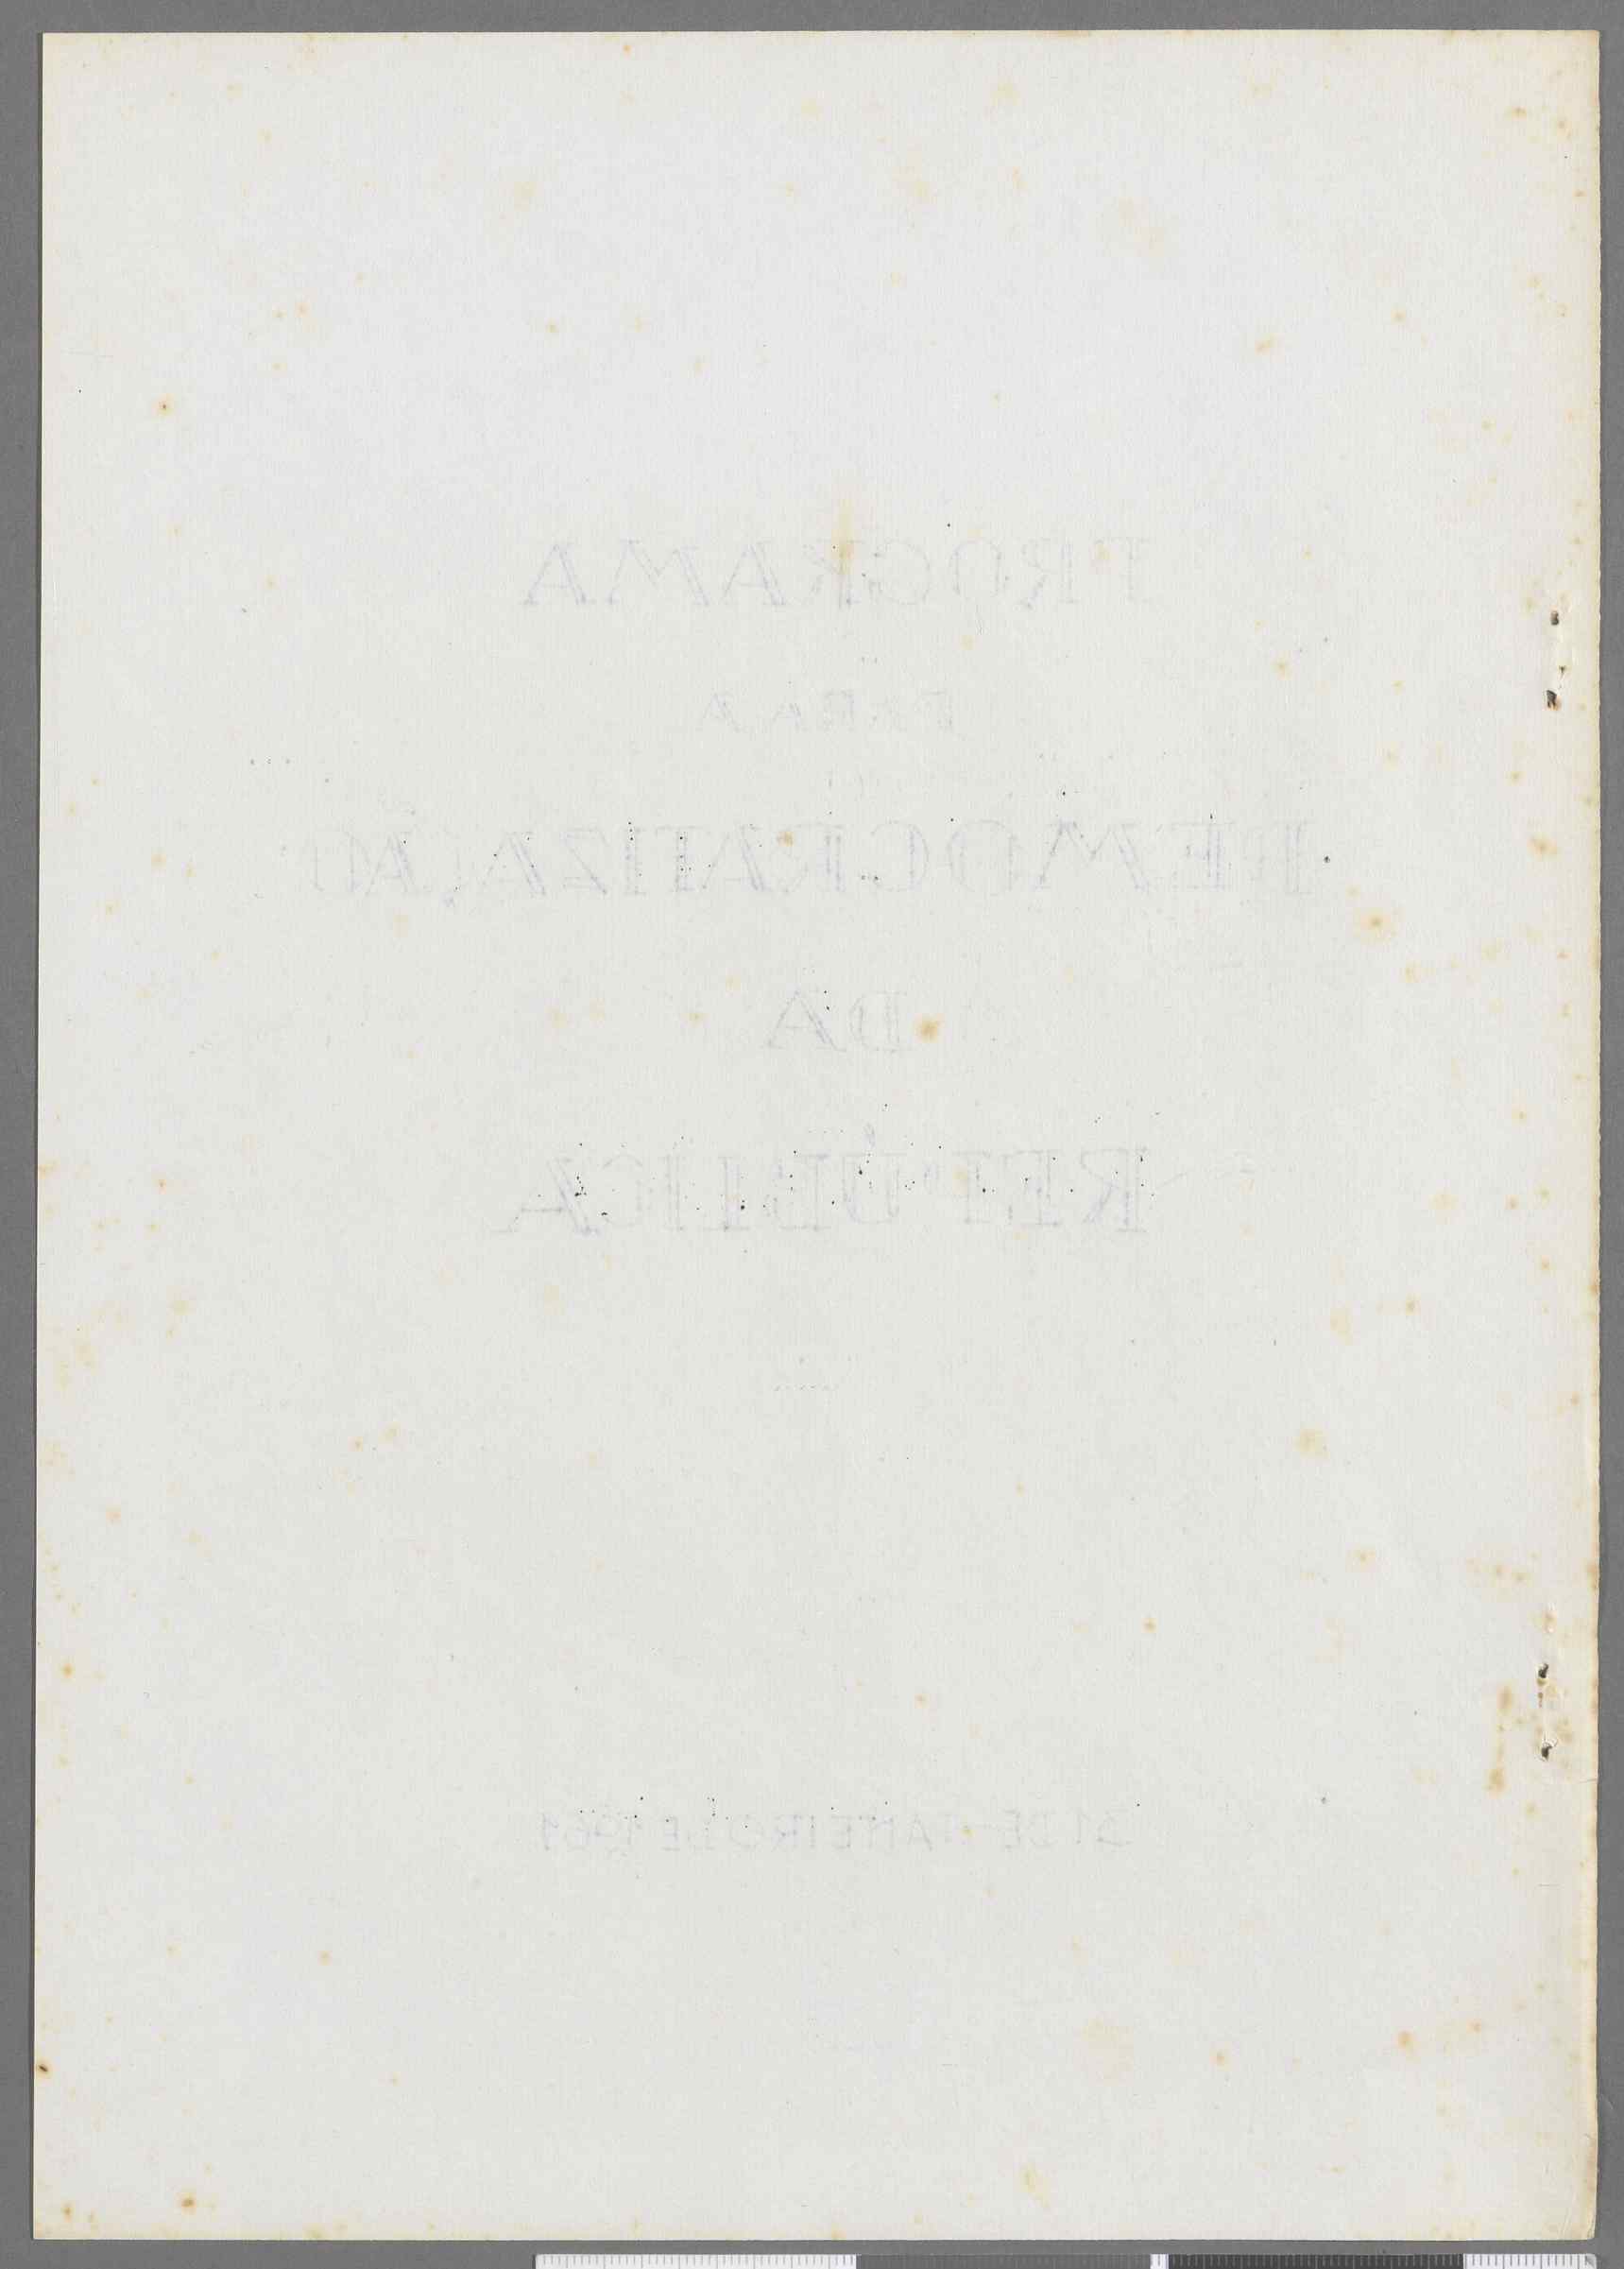 PROGRAMA
PARA A
DEMOCRATIZAÇÃO
DA
REPÚBLICA
31 DE JANEIRO DE 1961